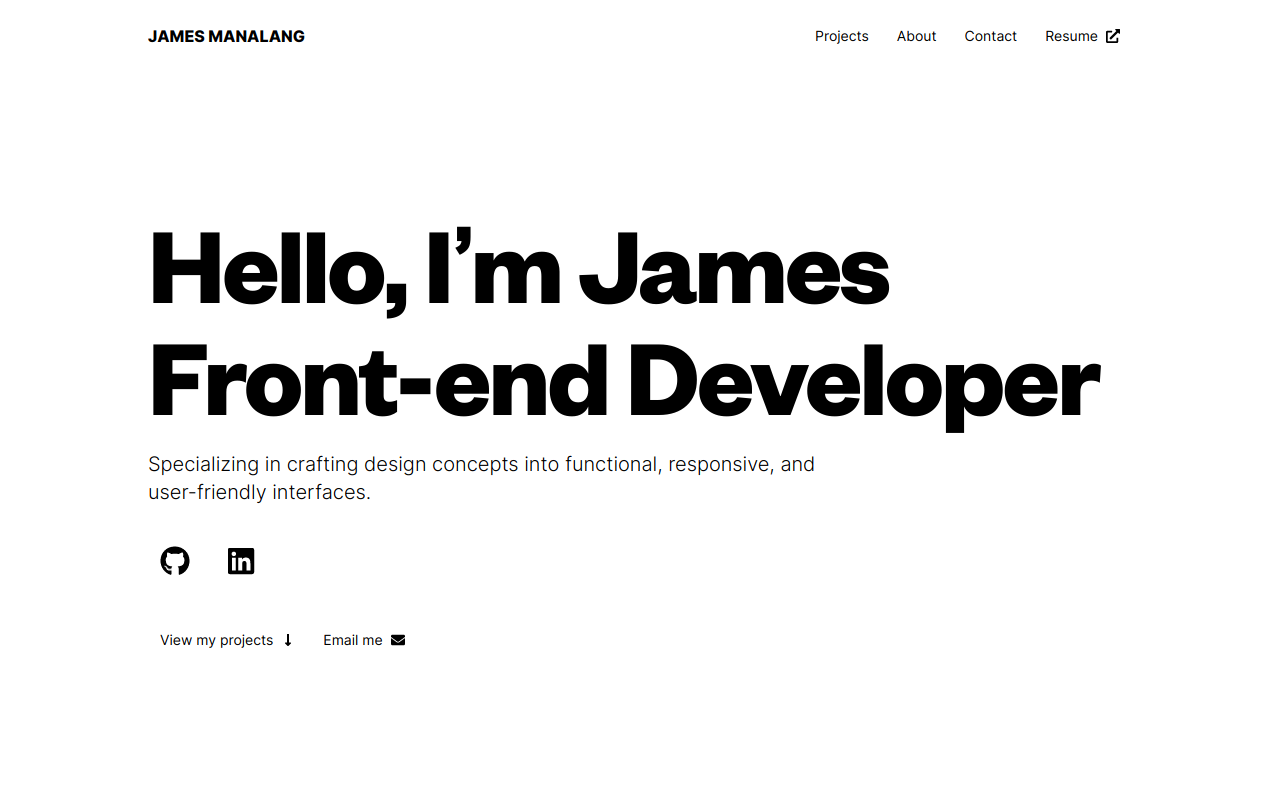 JAMES MANALANG
Projects
About
Contact
Resume
Hello, I’m James
Front-end Developer
Specializing in crafting design concepts into functional, responsive, and
user-friendly interfaces.
View my projects
Email me